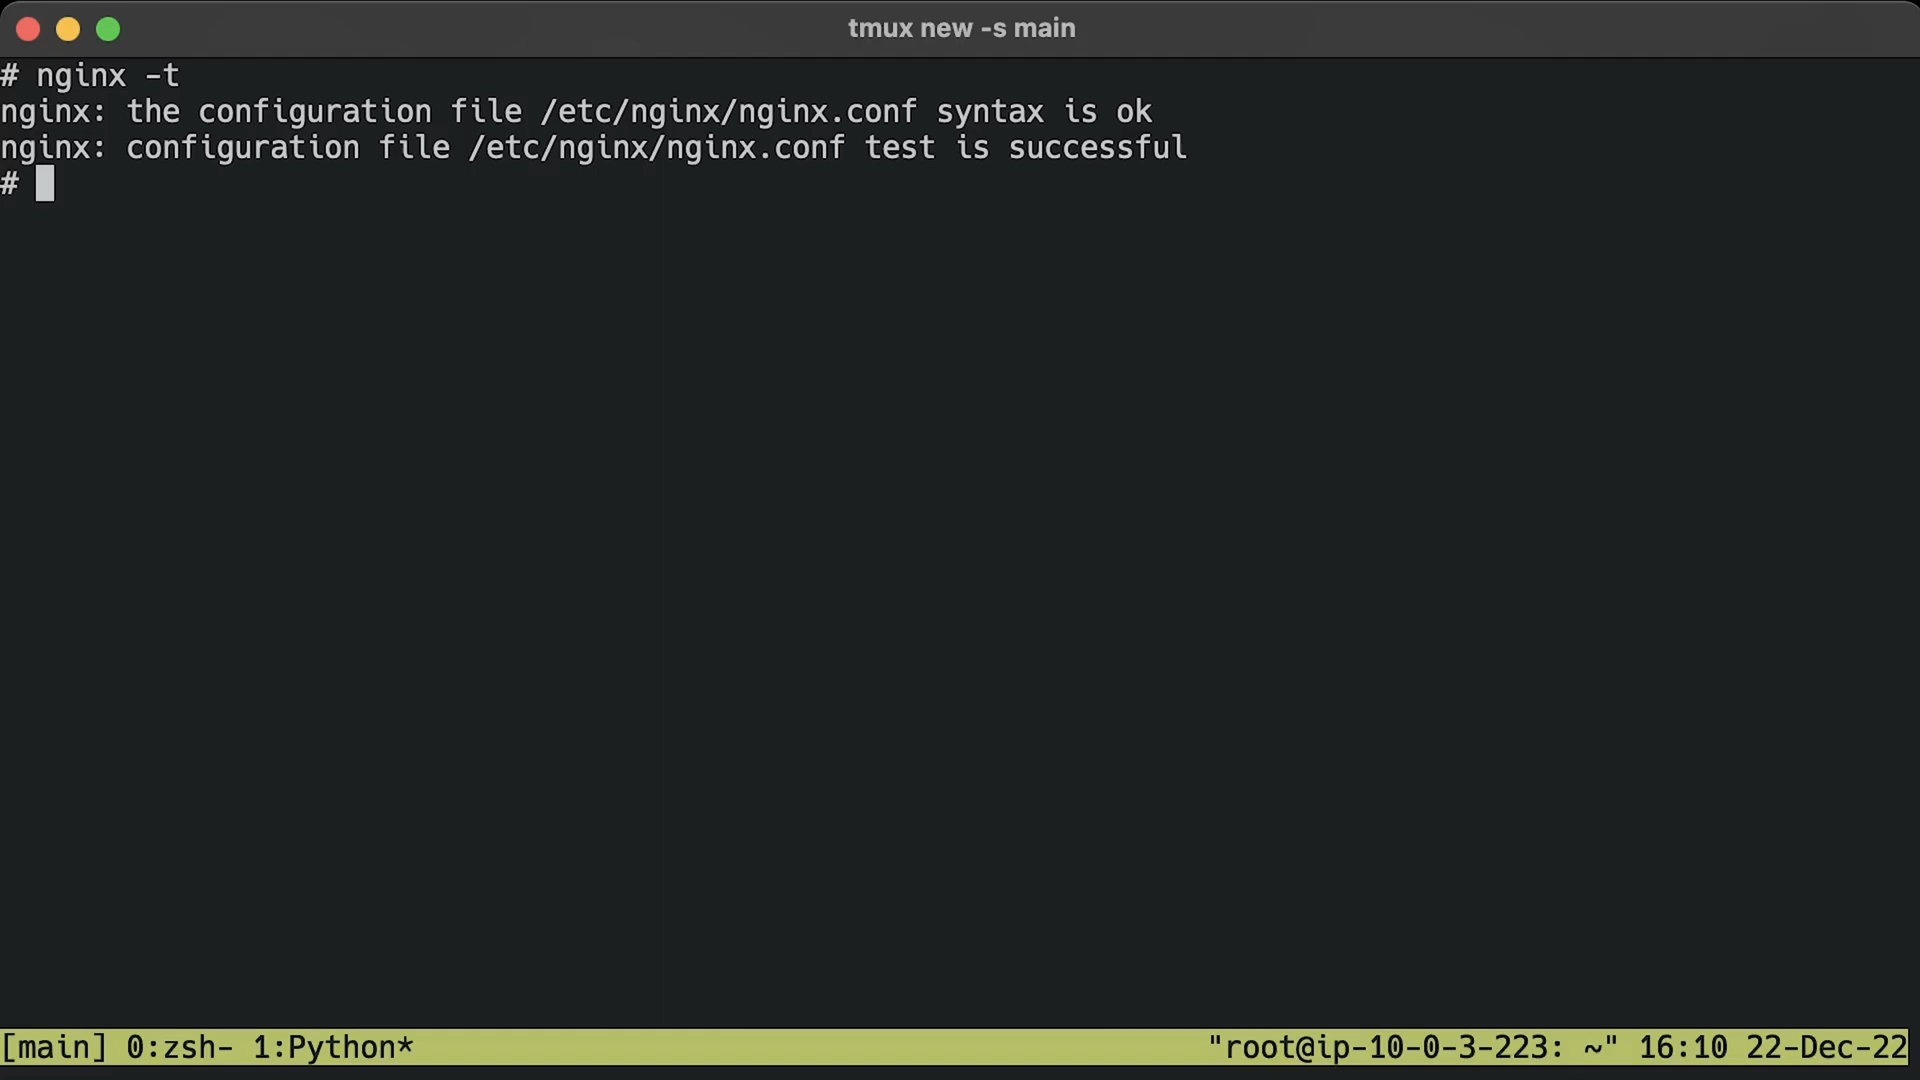 tmux new -s main
# nginx -t
nginx: the configuration file /etc/nginx/nginx.conf syntax is ok
nginx: configuration file /etc/nginx/nginx.conf test is successful
#
[main] 0:zsh- 1:Python* "root@ip-10-0-3-223: ~" 16:10 22-Dec-22